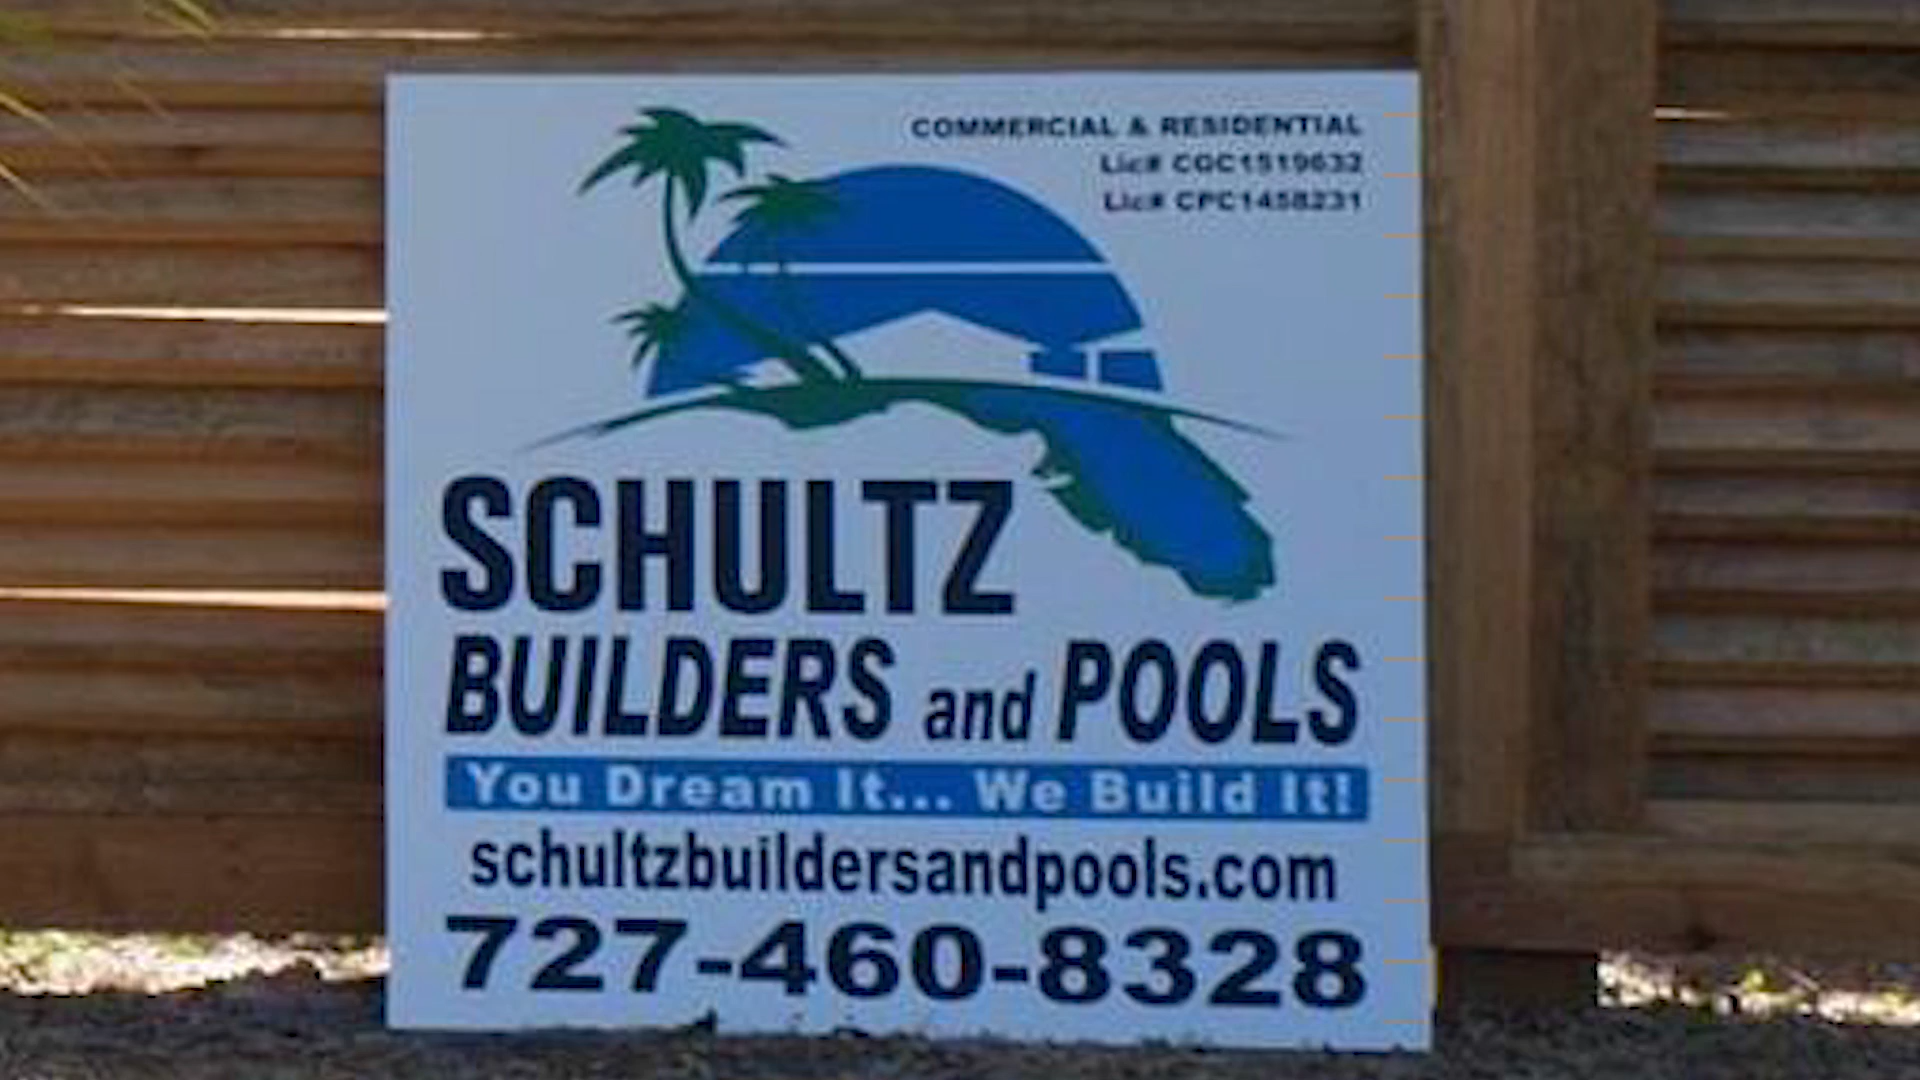 COMMERCIAL & RESIDENTIAL
Lic# CGC1519632
Lic# CPC1458231
SCHULTZ
BUILDERS and POOLS
You Dream It... We Build It!
schultzbuildersandpools.com
727-460-8328